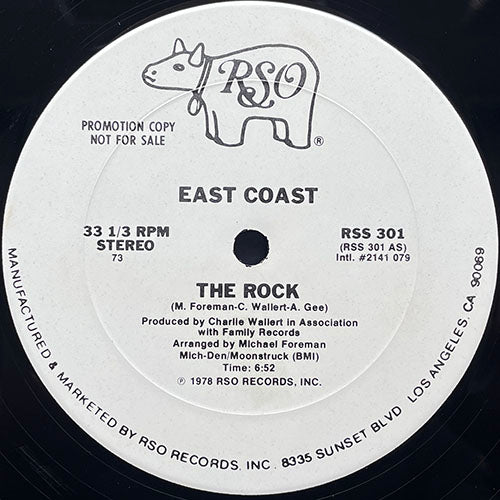 RSO
®
PROMOTION COPY
NOT FOR SALE
EAST COAST
33 1/3 RPM
STEREO
73
RSS 301
(RSS 301 AS)
Intl. #2141 079
THE ROCK
(M. Foreman-C. Wallert-A. Gee)
Produced by Charlie Wallert in Association
with Family Records
Arranged by Michael Foreman
Mich-Den/Moonstruck (BMI)
Time: 6:52
℗ 1978 RSO RECORDS, INC.
MANUFACTURED & MARKETED BY RSO RECORDS, INC. 8335 SUNSET BLVD LOS ANGELES, CA 90069